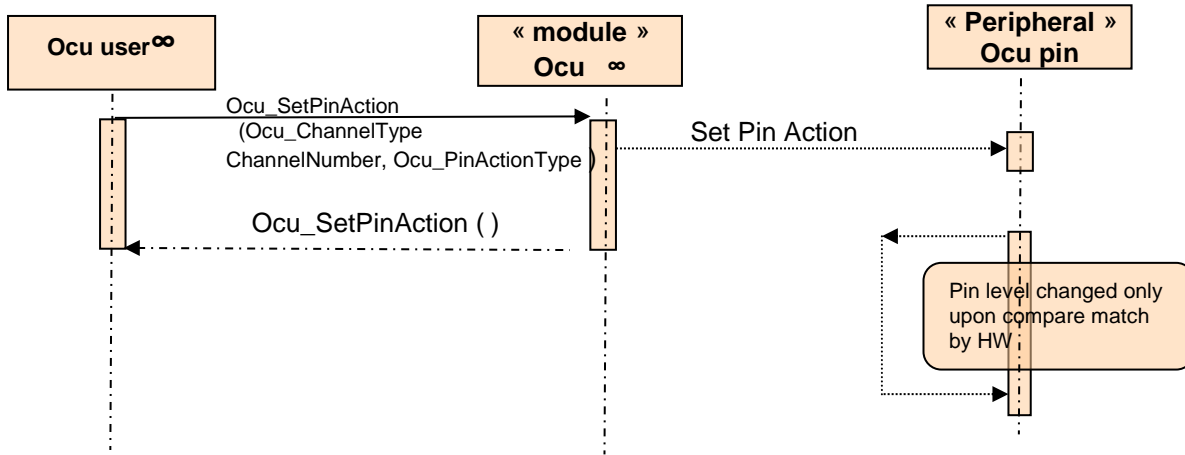 Ocu user∞
« module »
Ocu ∞
« Peripheral »
Ocu pin
Ocu_SetPinAction
(Ocu_ChannelType
ChannelNumber, Ocu_PinActionType )
Set Pin Action
Ocu_SetPinAction ( )
Pin level changed only
upon compare match
by HW